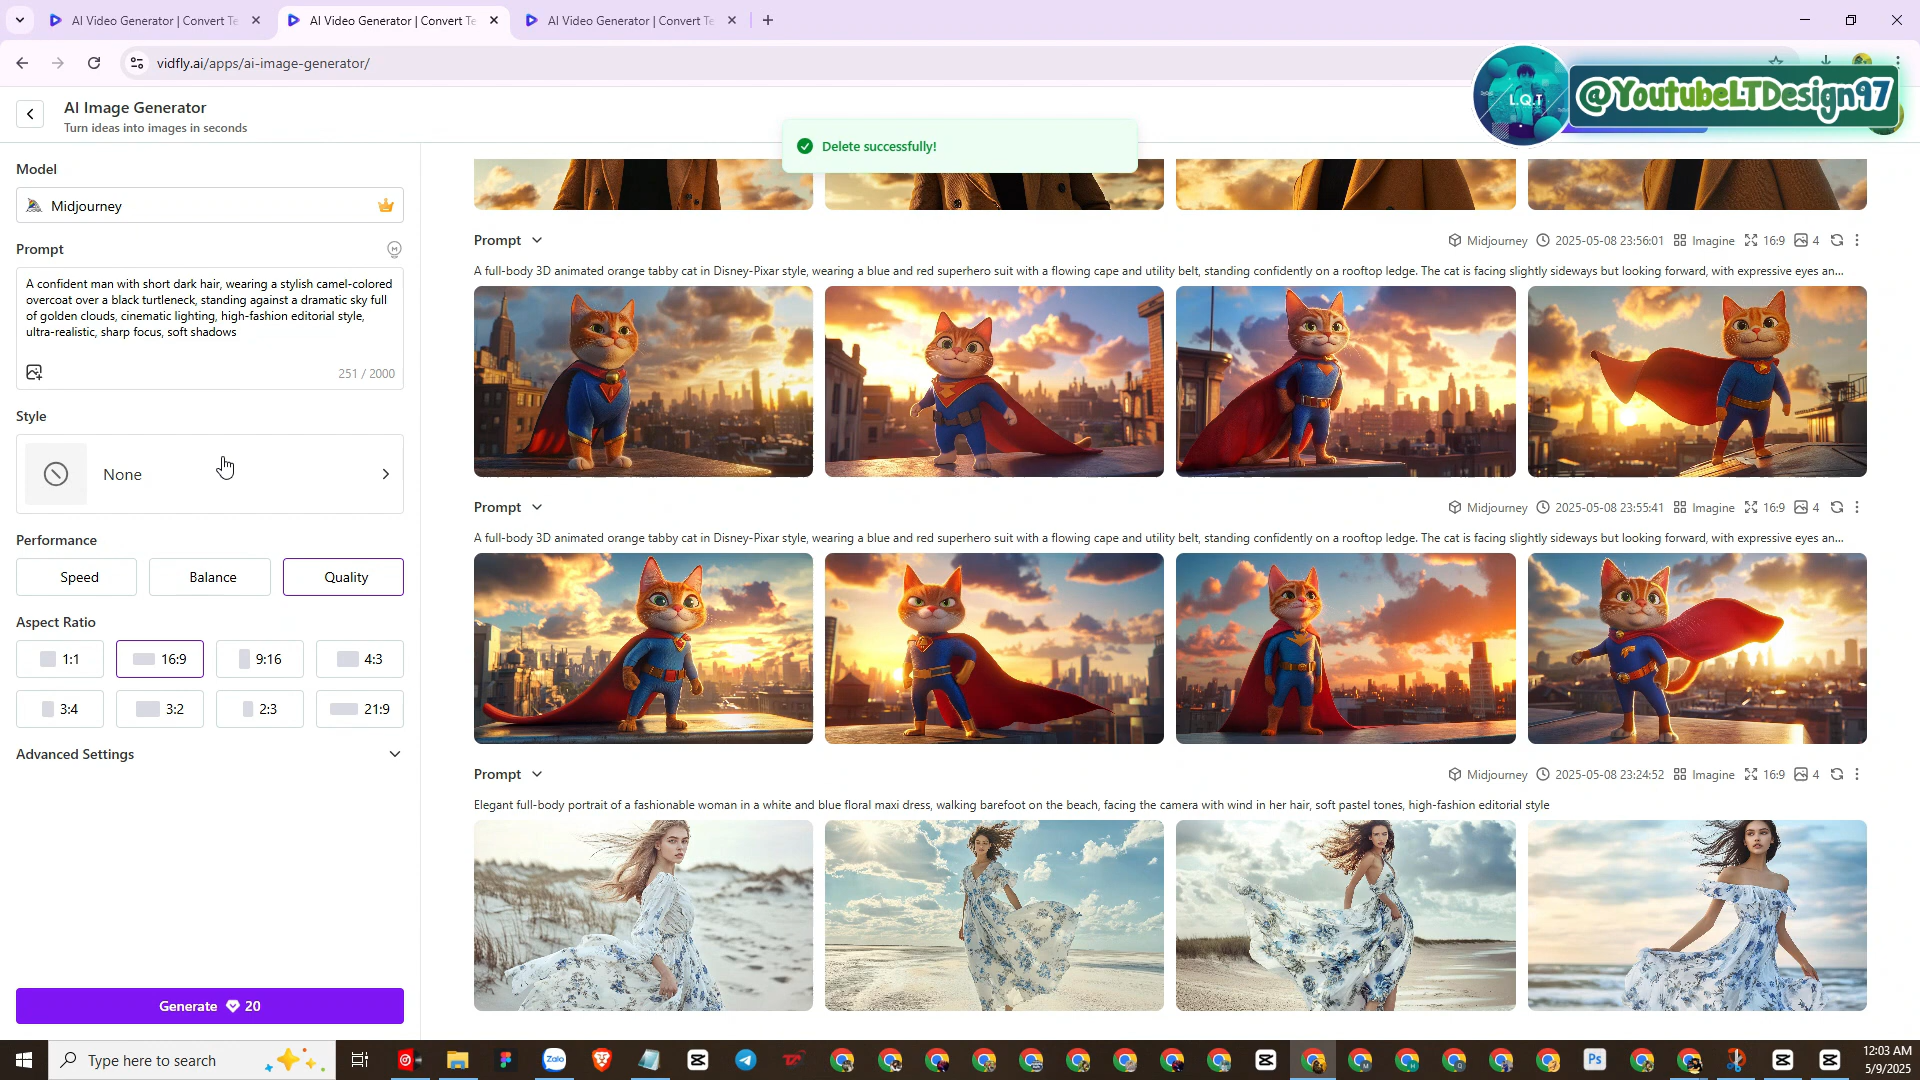 AI Video Generator | Convert Te
AI Video Generator | Convert Te
AI Video Generator | Convert Te
vidfly.ai/apps/ai-image-generator/
L.Q.T
@YoutubeLTDesign97
AI Image Generator
Turn ideas into images in seconds
Delete successfully!
Model
Midjourney
Prompt
A confident man with short dark hair, wearing a stylish camel-colored
overcoat over a black turtleneck, standing against a dramatic sky full
of golden clouds, cinematic lighting, high-fashion editorial style,
ultra-realistic, sharp focus, soft shadows
251 / 2000
Style
None
Performance
Speed Balance Quality
Aspect Ratio
1:1 16:9 9:16 4:3
3:4 3:2 2:3 21:9
Advanced Settings
Generate 20
Prompt
Midjourney 2025-05-08 23:56:01 Imagine 16:9 4
A full-body 3D animated orange tabby cat in Disney-Pixar style, wearing a blue and red superhero suit with a flowing cape and utility belt, standing confidently on a rooftop ledge. The cat is facing slightly sideways but looking forward, with expressive eyes an...
Prompt
Midjourney 2025-05-08 23:55:41 Imagine 16:9 4
A full-body 3D animated orange tabby cat in Disney-Pixar style, wearing a blue and red superhero suit with a flowing cape and utility belt, standing confidently on a rooftop ledge. The cat is facing slightly sideways but looking forward, with expressive eyes an...
Prompt
Midjourney 2025-05-08 23:24:52 Imagine 16:9 4
Elegant full-body portrait of a fashionable woman in a white and blue floral maxi dress, walking barefoot on the beach, facing the camera with wind in her hair, soft pastel tones, high-fashion editorial style
Type here to search
Zalo
Ps
12:03 AM
5/9/2025